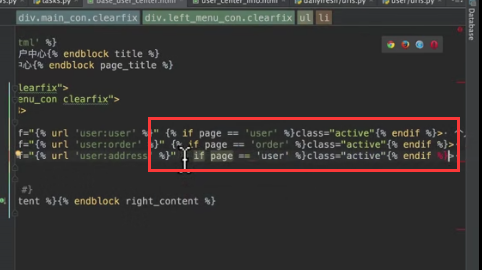 tasks.py
base_user_center.html
user_center_info.html
dailyfresh/urls.py
user/urls.py
div.main_con.clearfix
div.left_menu_con.clearfix
ul
li
Database
tml' %}
户中心{% endblock title %}
心{% endblock page_title %}
learfix">
nu_con clearfix">
>
f="{% url 'user:user' %}" {% if page == 'user' %}class="active"{% endif %}>
f="{% url 'user:order' %}" {% if page == 'order' %}class="active"{% endif %}>
f="{% url 'user:address' %}" if page == 'user' %}class="active"{% endif %}>
#}
tent %}{% endblock right_content %}